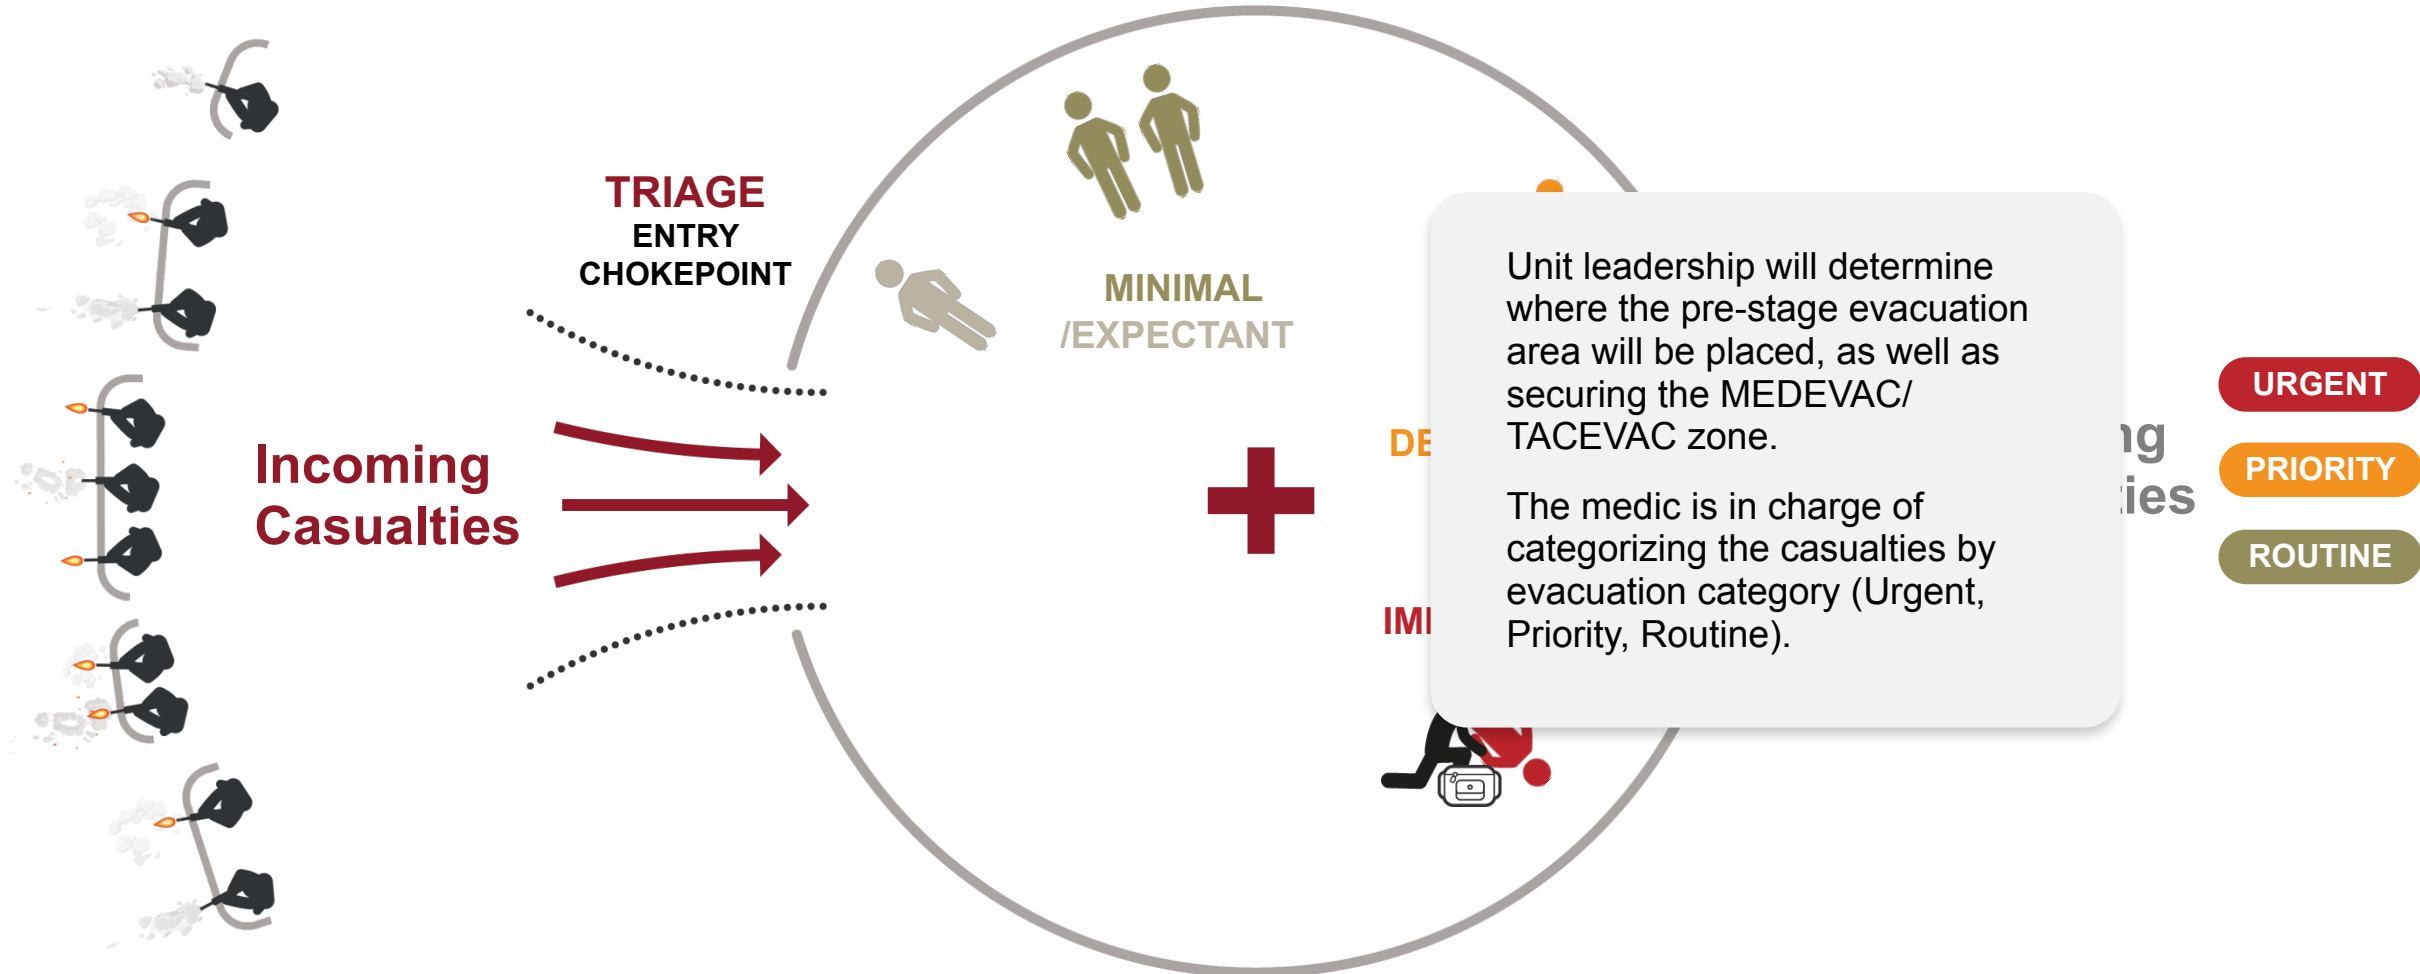 TRIAGE
ENTRY
CHOKEPOINT
MINIMAL
/EXPECTANT
Incoming
Casualties
Unit leadership will determine
where the pre-stage evacuation
area will be placed, as well as
securing the MEDEVAC/
TACEVAC zone.
The medic is in charge of
categorizing the casualties by
evacuation category (Urgent,
Priority, Routine).
URGENT
PRIORITY
ROUTINE